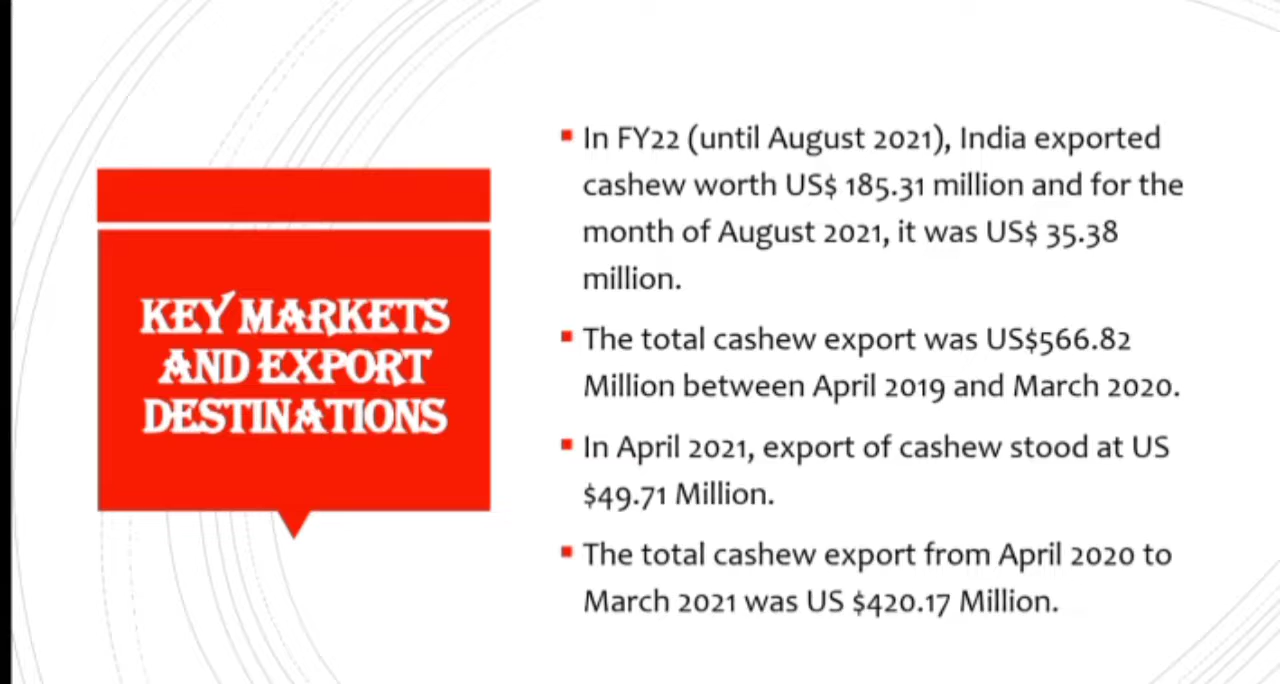 KEY MARKETS
AND EXPORT
DESTINATIONS
In FY22 (until August 2021), India exported
cashew worth US$ 185.31 million and for the
month of August 2021, it was US$ 35.38
million.
The total cashew export was US$566.82
Million between April 2019 and March 2020.
In April 2021, export of cashew stood at US
$49.71 Million.
The total cashew export from April 2020 to
March 2021 was US $420.17 Million.